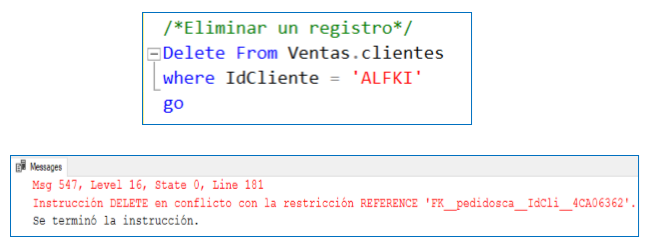 /*Eliminar un registro*/
Delete From Ventas.clientes
where IdCliente = 'ALFKI'
go
Messages
Msg 547, Level 16, State 0, Line 181
Instrucción DELETE en conflicto con la restricción REFERENCE 'FK__pedidosca__IdCli__4CA06362'.
Se terminó la instrucción.